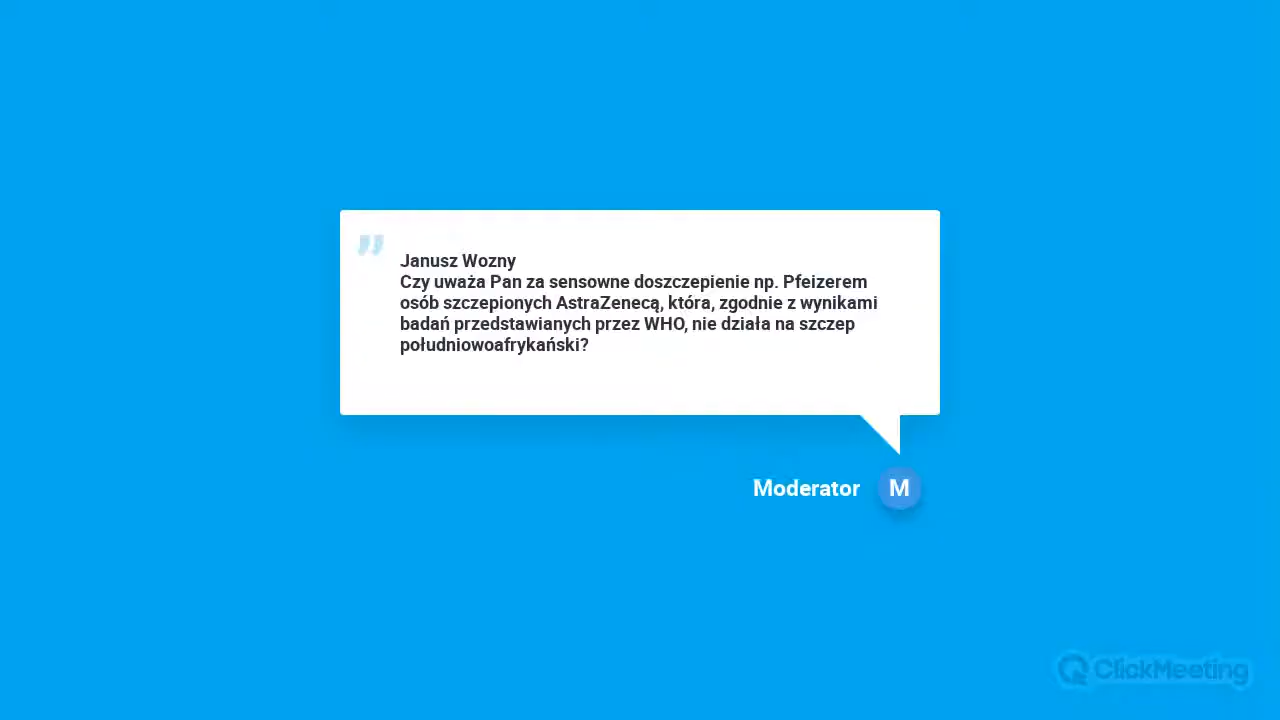 Janusz Wozny
Czy uważa Pan za sensowne doszczepienie np. Pfeizerem
osób szczepionych AstraZenecą, która, zgodnie z wynikami
badań przedstawianych przez WHO, nie działa na szczep
południowoafrykański?
Moderator M
ClickMeeting